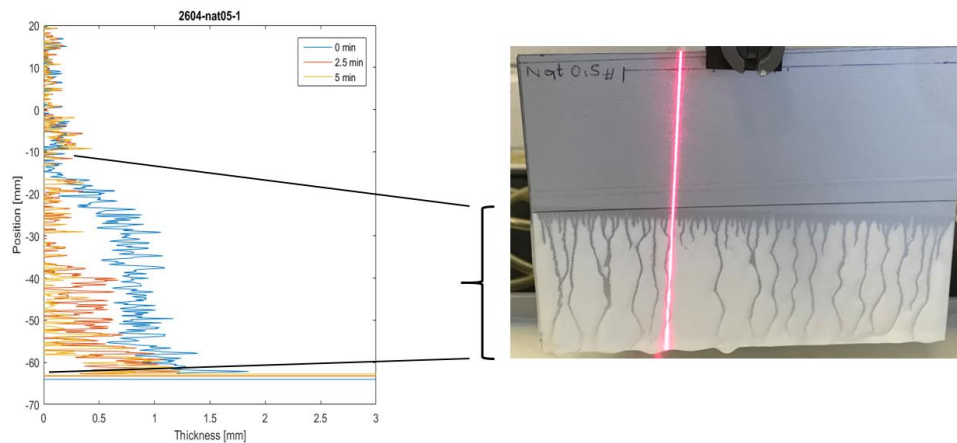 2604-nat05-1
0 min
2.5 min
5 min
20
10
0
-10
-20
-30
-40
-50
-60
-70
Position [mm]
0
0.5
1
1.5
2
2.5
3
Thickness [mm]
Nat 0,5 #1